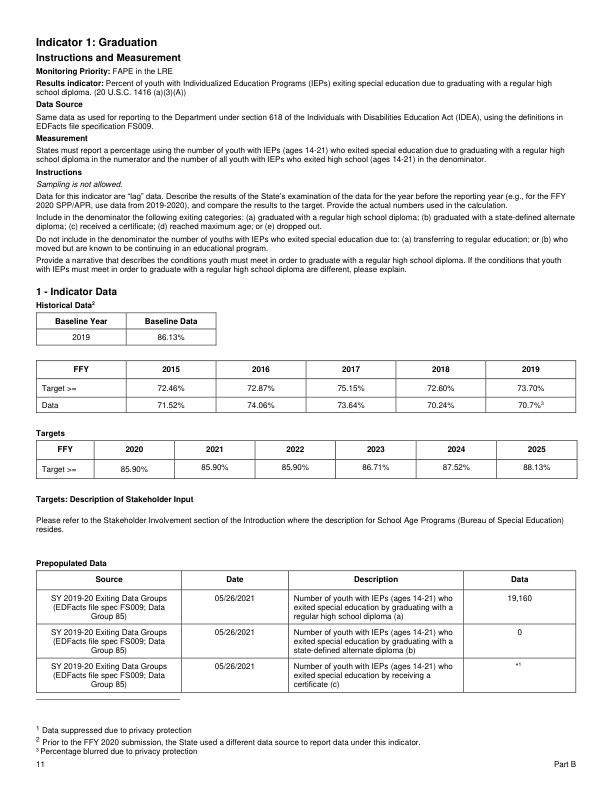 Indicator 1: Graduation
Instructions and Measurement
Monitoring Priority: FAPE in the LRE
Results indicator: Percent of youth with Individualized Education Programs (IEPs) exiting special education due to graduating with a regular high
school diploma. (20 U.S.C. 1416 (a)(3)(A))
Data Source
Same data as used for reporting to the Department under section 618 of the Individuals with Disabilities Education Act (IDEA), using the definitions in
EDFacts file specification FS009.
Measurement
States must report a percentage using the number of youth with IEPs (ages 14-21) who exited special education due to graduating with a regular high
school diploma in the numerator and the number of all youth with IEPs who exited high school (ages 14-21) in the denominator.
Instructions
Sampling is not allowed.
Data for this indicator are "lag" data. Describe the results of the State's examination of the data for the year before the reporting year (e.g., for the FFY
2020 SPP/APR, use data from 2019-2020), and compare the results to the target. Provide the actual numbers used in the calculation.
Include in the denominator the following exiting categories: (a) graduated with a regular high school diploma; (b) graduated with a state-defined alternate
diploma; (c) received a certificate; (d) reached maximum age; or (e) dropped out.
Do not include in the denominator the number of youths with IEPs who exited special education due to: (a) transferring to regular education; or (b) who
moved but are known to be continuing in an educational program.
Provide a narrative that describes the conditions youth must meet in order to graduate with a regular high school diploma. If the conditions that youth
with IEPs must meet in order to graduate with a regular high school diploma are different, please explain.
1 - Indicator Data
Historical Data2
Baseline Year Baseline Data
2019 86.13%
FFY 2015 2016 2017 2018 2019
Target >= 72.46% 72.87% 75.15% 72.60% 73.70%
Data 71.52% 74.06% 73.64% 70.24% 70.7%3
Targets
FFY 2020 2021 2022 2023 2024 2025
Target >= 85.90% 85.90% 85.90% 86.71% 87.52% 88.13%
Targets: Description of Stakeholder Input
Please refer to the Stakeholder Involvement section of the Introduction where the description for School Age Programs (Bureau of Special Education)
resides.
Prepopulated Data
Source Date Description Data
SY 2019-20 Exiting Data Groups 05/26/2021 Number of youth with IEPs (ages 14-21) who 19,160
(EDFacts file spec FS009; Data exited special education by graduating with a
Group 85) regular high school diploma (a)
SY 2019-20 Exiting Data Groups 05/26/2021 Number of youth with IEPs (ages 14-21) who 0
(EDFacts file spec FS009; Data exited special education by graduating with a
Group 85) state-defined alternate diploma (b)
SY 2019-20 Exiting Data Groups 05/26/2021 Number of youth with IEPs (ages 14-21) who *1
(EDFacts file spec FS009; Data exited special education by receiving a
Group 85) certificate (c)
1 Data suppressed due to privacy protection
2 Prior to the FFY 2020 submission, the State used a different data source to report data under this indicator.
3 Percentage blurred due to privacy protection
11 Part B